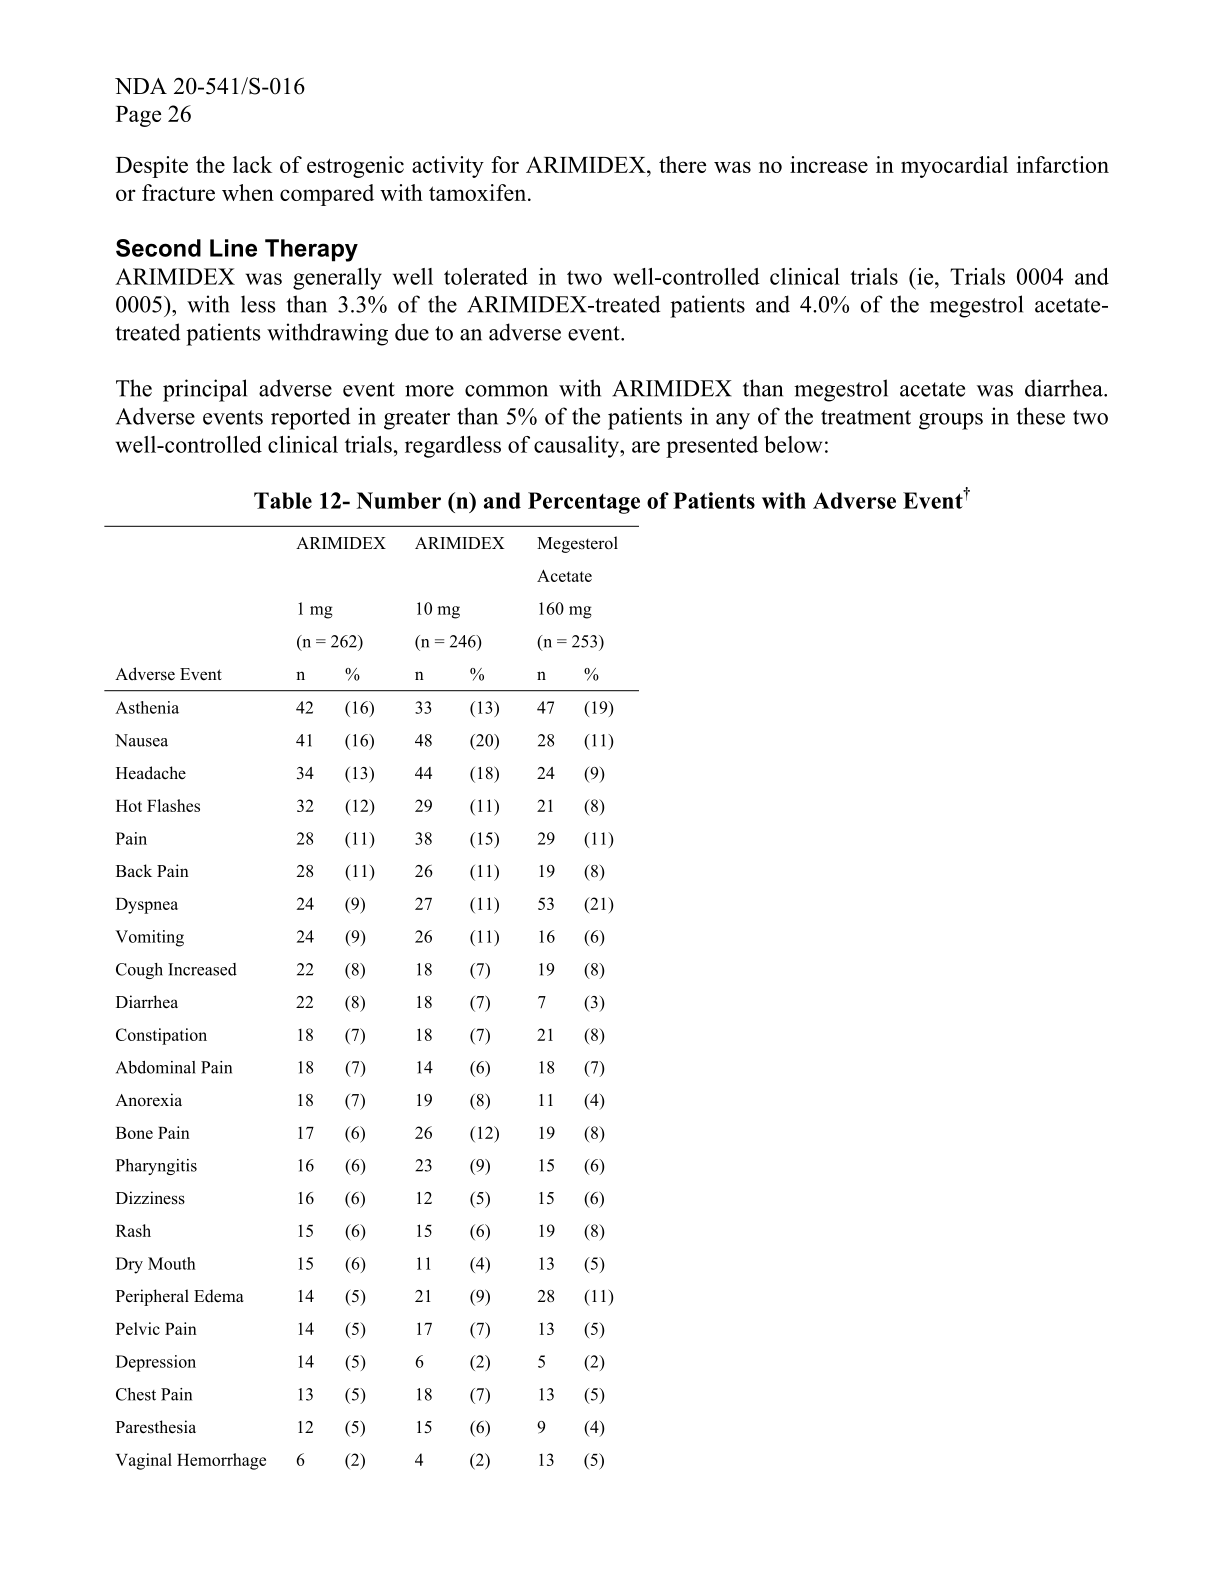 NDA 20-541/S-016
Page 26
Despite the lack of estrogenic activity for ARIMIDEX, there was no increase in myocardial infarction
or fracture when compared with tamoxifen.
Second Line Therapy
ARIMIDEX was generally well tolerated in two well-controlled clinical trials (ie, Trials 0004 and
0005), with less than 3.3% of the ARIMIDEX-treated patients and 4.0% of the megestrol acetate-
treated patients withdrawing due to an adverse event.
The principal adverse event more common with ARIMIDEX than megestrol acetate was diarrhea.
Adverse events reported in greater than 5% of the patients in any of the treatment groups in these two
well-controlled clinical trials, regardless of causality, are presented below:
Table 12- Number (n) and Percentage of Patients with Adverse Event†
ARIMIDEX ARIMIDEX Megesterol
Acetate
1 mg 10 mg 160 mg
(n = 262) (n = 246) (n = 253)
Adverse Event n % n % n %
Asthenia 42 (16) 33 (13) 47 (19)
Nausea 41 (16) 48 (20) 28 (11)
Headache 34 (13) 44 (18) 24 (9)
Hot Flashes 32 (12) 29 (11) 21 (8)
Pain 28 (11) 38 (15) 29 (11)
Back Pain 28 (11) 26 (11) 19 (8)
Dyspnea 24 (9) 27 (11) 53 (21)
Vomiting 24 (9) 26 (11) 16 (6)
Cough Increased 22 (8) 18 (7) 19 (8)
Diarrhea 22 (8) 18 (7) 7 (3)
Constipation 18 (7) 18 (7) 21 (8)
Abdominal Pain 18 (7) 14 (6) 18 (7)
Anorexia 18 (7) 19 (8) 11 (4)
Bone Pain 17 (6) 26 (12) 19 (8)
Pharyngitis 16 (6) 23 (9) 15 (6)
Dizziness 16 (6) 12 (5) 15 (6)
Rash 15 (6) 15 (6) 19 (8)
Dry Mouth 15 (6) 11 (4) 13 (5)
Peripheral Edema 14 (5) 21 (9) 28 (11)
Pelvic Pain 14 (5) 17 (7) 13 (5)
Depression 14 (5) 6 (2) 5 (2)
Chest Pain 13 (5) 18 (7) 13 (5)
Paresthesia 12 (5) 15 (6) 9 (4)
Vaginal Hemorrhage 6 (2) 4 (2) 13 (5)